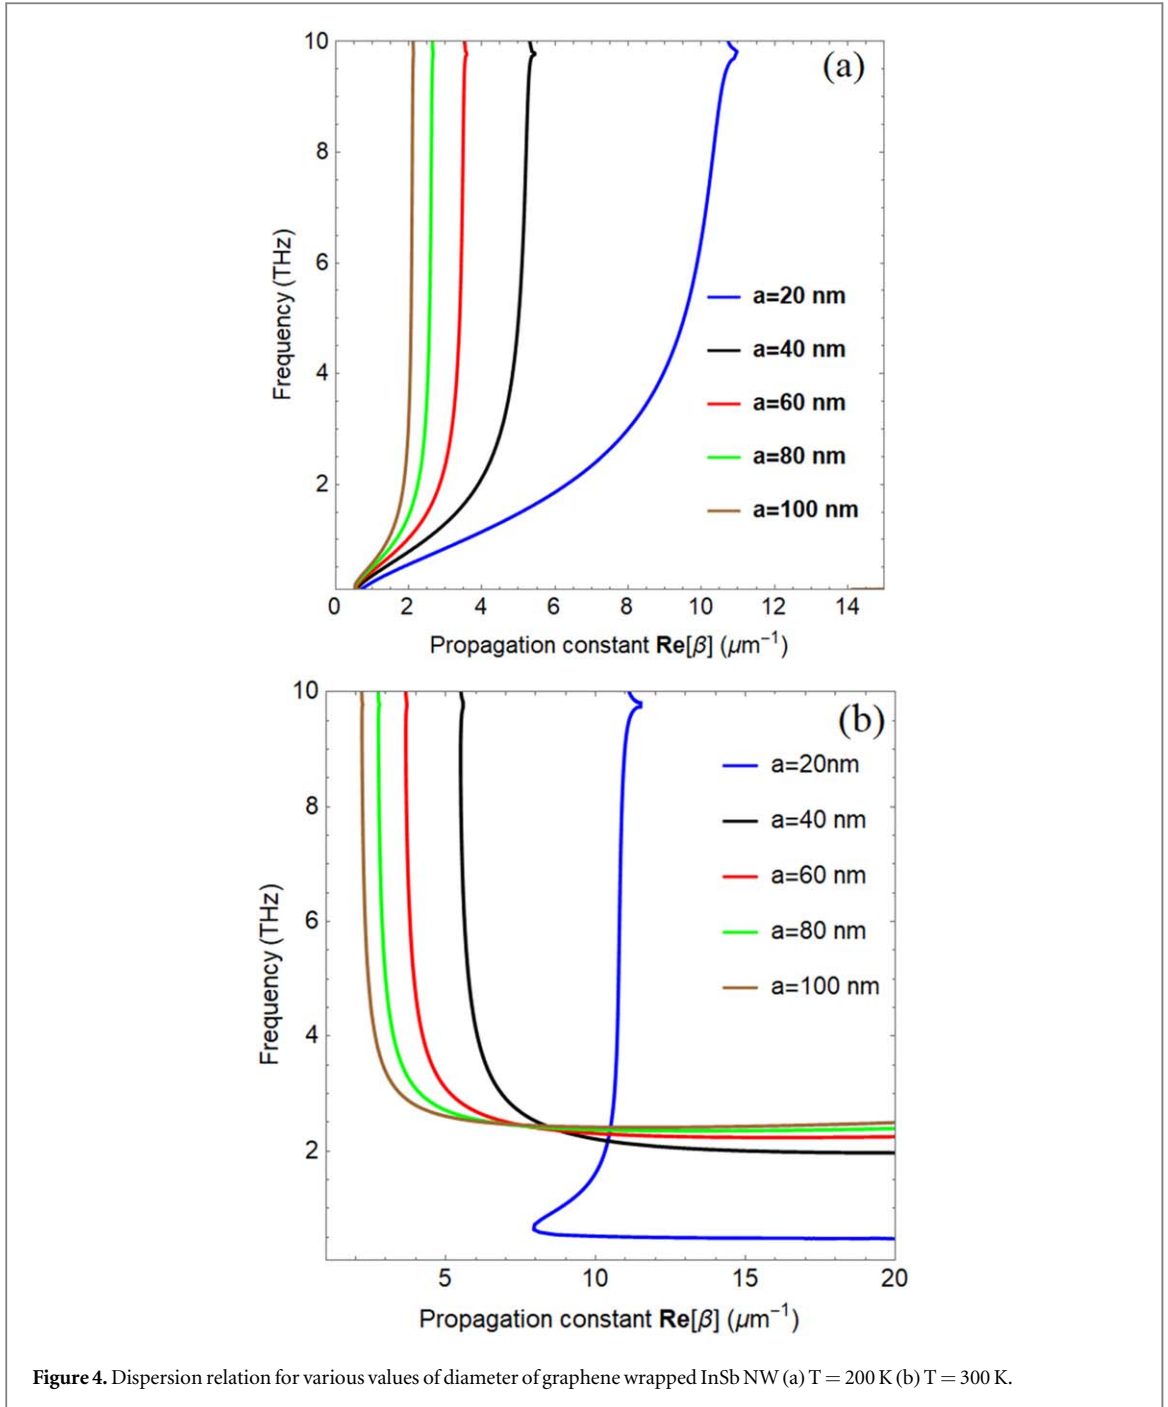 10
(a)
8
Frequency (THz)
6
a=20 nm
a=40 nm
4
a=60 nm
a=80 nm
2
a=100 nm
0 2 4 6 8 10 12 14
Propagation constant Re[β] (μm⁻¹)
10
(b)
a=20nm
8
a=40 nm
a=60 nm
Frequency (THz)
6
a=80 nm
a=100 nm
4
2
5 10 15 20
Propagation constant Re[β] (μm⁻¹)
Figure 4. Dispersion relation for various values of diameter of graphene wrapped InSb NW (a) T = 200 K (b) T = 300 K.